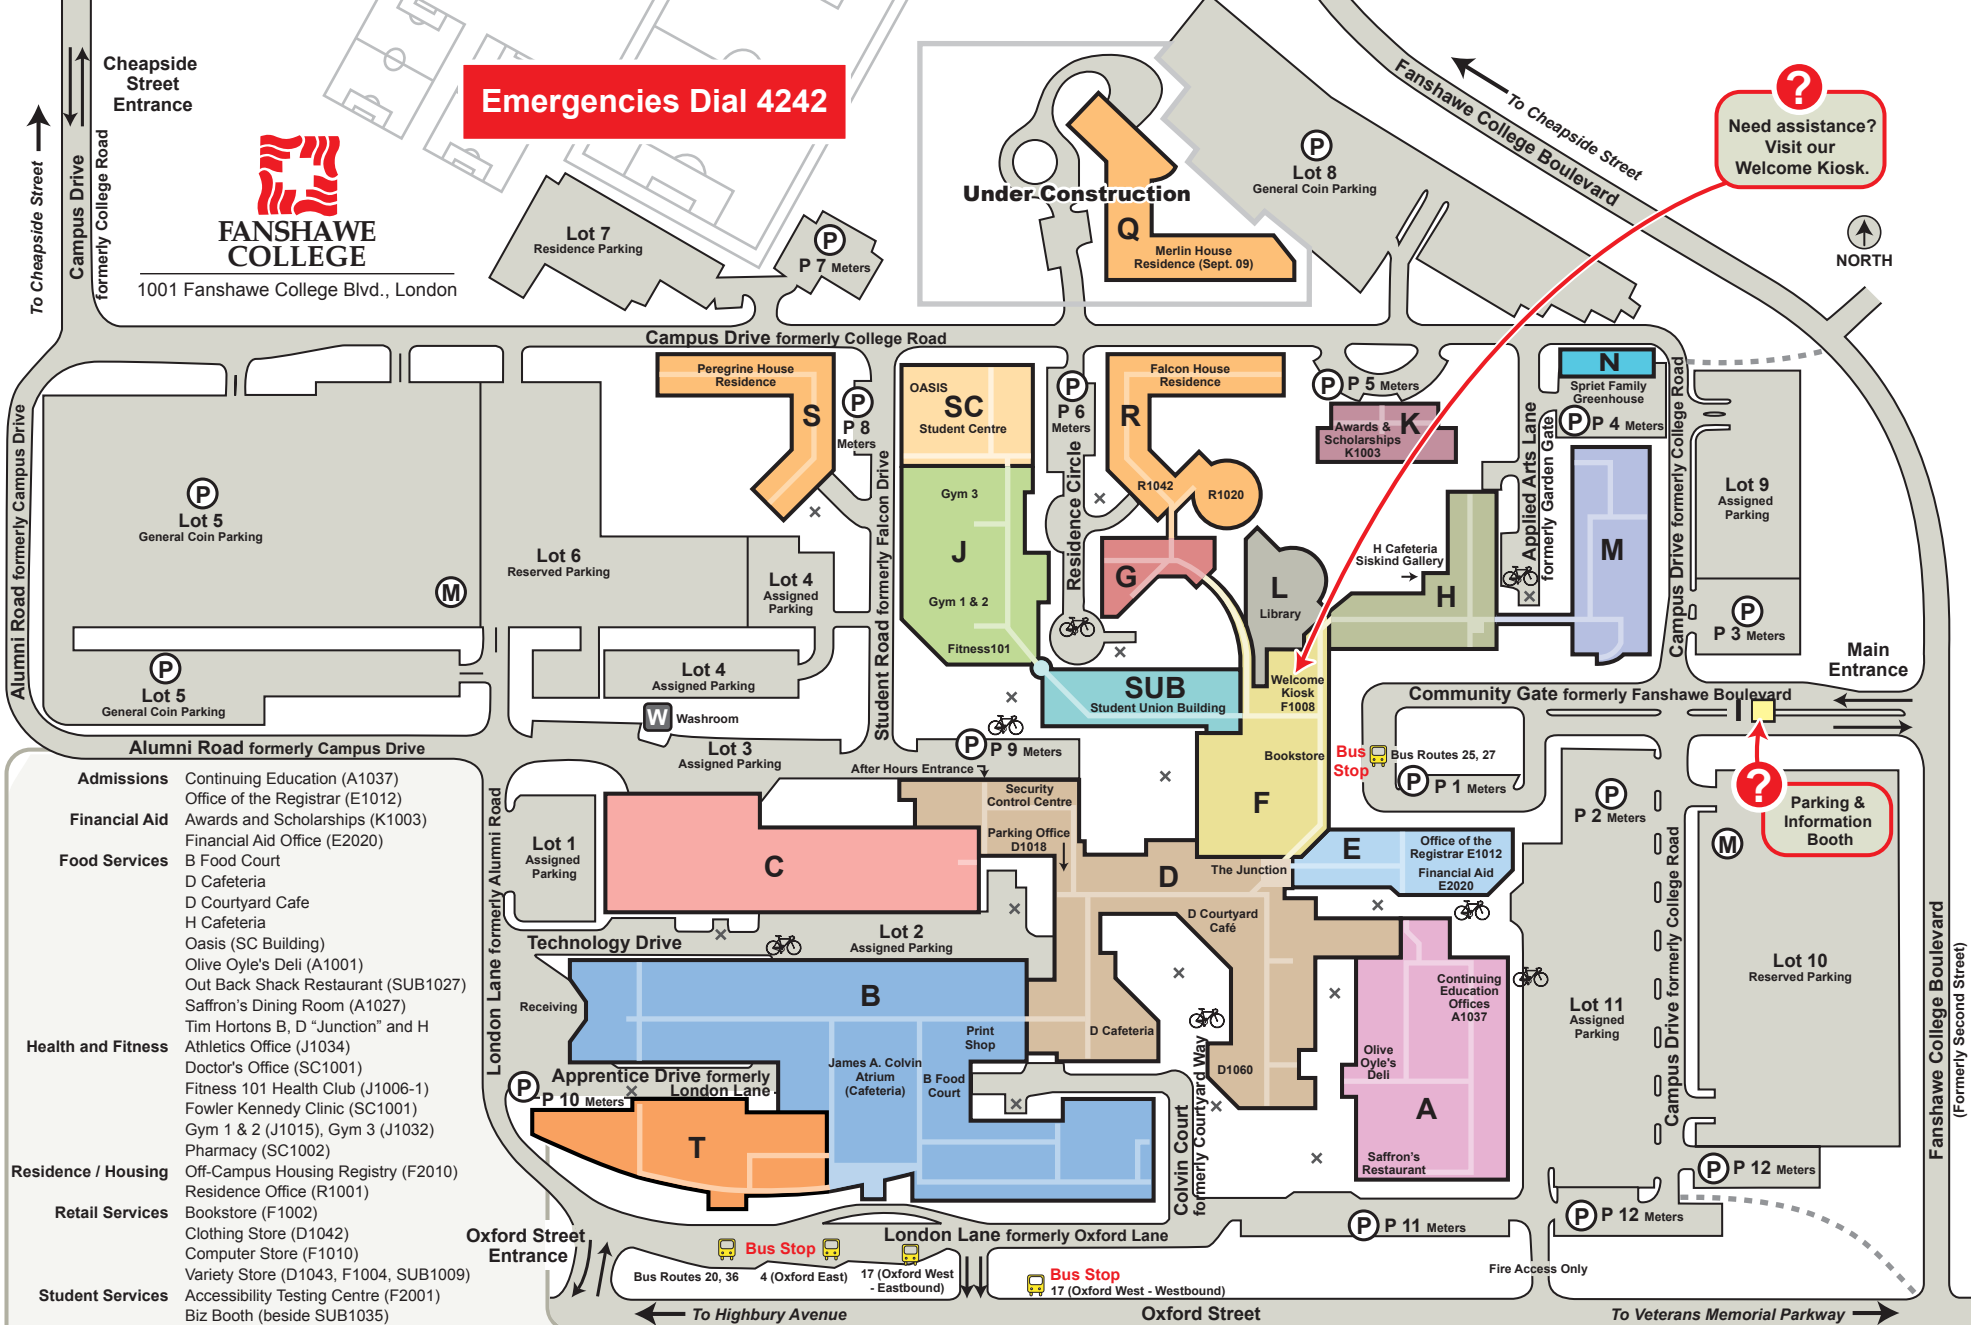 Emergencies Dial 4242
Cheapside
Street
Entrance
To Cheapside Street
Campus Drive
formerly College Road
FANSHAWE
COLLEGE
1001 Fanshawe College Blvd., London
Lot 7
Residence Parking
P
P 7 Meters
Under Construction
Q
Merlin House
Residence (Sept. 09)
P
Lot 8
General Coin Parking
To Cheapside Street
Fanshawe College Boulevard
?
Need assistance?
Visit our
Welcome Kiosk.
NORTH
Campus Drive formerly College Road
Peregrine House
Residence
S
P
P 8
Meters
OASIS
SC
Student Centre
P
P 6
Meters
Residence Circle
Falcon House
Residence
R
R1042
R1020
P
P 5 Meters
Awards &
Scholarships
K1003
K
Applied Arts Lane
formerly Garden Gate
N
Spriet Family
Greenhouse
P
P 4 Meters
Campus Drive formerly College Road
Lot 9
Assigned
Parking
P
P 3 Meters
Alumni Road formerly Campus Drive
P
Lot 5
General Coin Parking
M
Lot 6
Reserved Parking
Lot 4
Assigned
Parking
Student Road formerly Falcon Drive
Gym 3
J
Gym 1 & 2
Fitness101
G
L
Library
H Cafeteria
Siskind Gallery
H
M
Main
Entrance
P
Lot 5
General Coin Parking
Lot 4
Assigned Parking
W
Washroom
SUB
Student Union Building
Welcome
Kiosk
F1008
Bookstore
F
Community Gate formerly Fanshawe Boulevard
Bus
Stop
Bus Routes 25, 27
P
P 1 Meters
P
P 2 Meters
?
Parking &
Information
Booth
M
Alumni Road formerly Campus Drive
Lot 3
Assigned Parking
P
P 9 Meters
After Hours Entrance
Security
Control Centre
Parking Office
D1018
D
The Junction
E
Office of the
Registrar E1012
Financial Aid
E2020
Lot 1
Assigned
Parking
C
London Lane formerly Alumni Road
Technology Drive
Lot 2
Assigned Parking
D Courtyard
Café
Continuing
Education
Offices
A1037
Olive
Oyle's
Deli
A
Saffron's
Restaurant
Lot 11
Assigned
Parking
Campus Drive formerly College Road
Lot 10
Reserved Parking
Fanshawe College Boulevard
(Formerly Second Street)
Receiving
B
Print
Shop
D Cafeteria
D1060
James A. Colvin
Atrium
(Cafeteria)
B Food
Court
Apprentice Drive formerly
London Lane
P
P 10 Meters
T
Colvin Court
formerly Courtyard Way
P
P 12 Meters
P
P 12 Meters
P
P 11 Meters
Oxford Street
Entrance
London Lane formerly Oxford Lane
Bus Stop
Bus Routes 20, 36
4 (Oxford East)
17 (Oxford West
- Eastbound)
Bus Stop
17 (Oxford West - Westbound)
Fire Access Only
To Highbury Avenue
Oxford Street
To Veterans Memorial Parkway
Admissions Continuing Education (A1037)
Office of the Registrar (E1012)
Financial Aid Awards and Scholarships (K1003)
Financial Aid Office (E2020)
Food Services B Food Court
D Cafeteria
D Courtyard Cafe
H Cafeteria
Oasis (SC Building)
Olive Oyle's Deli (A1001)
Out Back Shack Restaurant (SUB1027)
Saffron's Dining Room (A1027)
Tim Hortons B, D “Junction” and H
Health and Fitness Athletics Office (J1034)
Doctor's Office (SC1001)
Fitness 101 Health Club (J1006-1)
Fowler Kennedy Clinic (SC1001)
Gym 1 & 2 (J1015), Gym 3 (J1032)
Pharmacy (SC1002)
Residence / Housing Off-Campus Housing Registry (F2010)
Residence Office (R1001)
Retail Services Bookstore (F1002)
Clothing Store (D1042)
Computer Store (F1010)
Variety Store (D1043, F1004, SUB1009)
Student Services Accessibility Testing Centre (F2001)
Biz Booth (beside SUB1035)